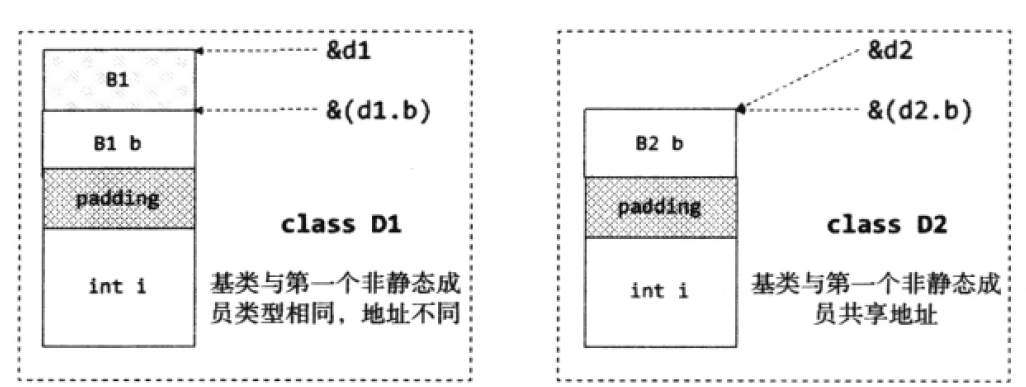 &d1
B1
&(d1.b)
B1 b
padding
class D1
int i
基类与第一个非静态成
员类型相同，地址不同
&d2
&(d2.b)
B2 b
padding
class D2
int i
基类与第一个非静态成
员共享地址